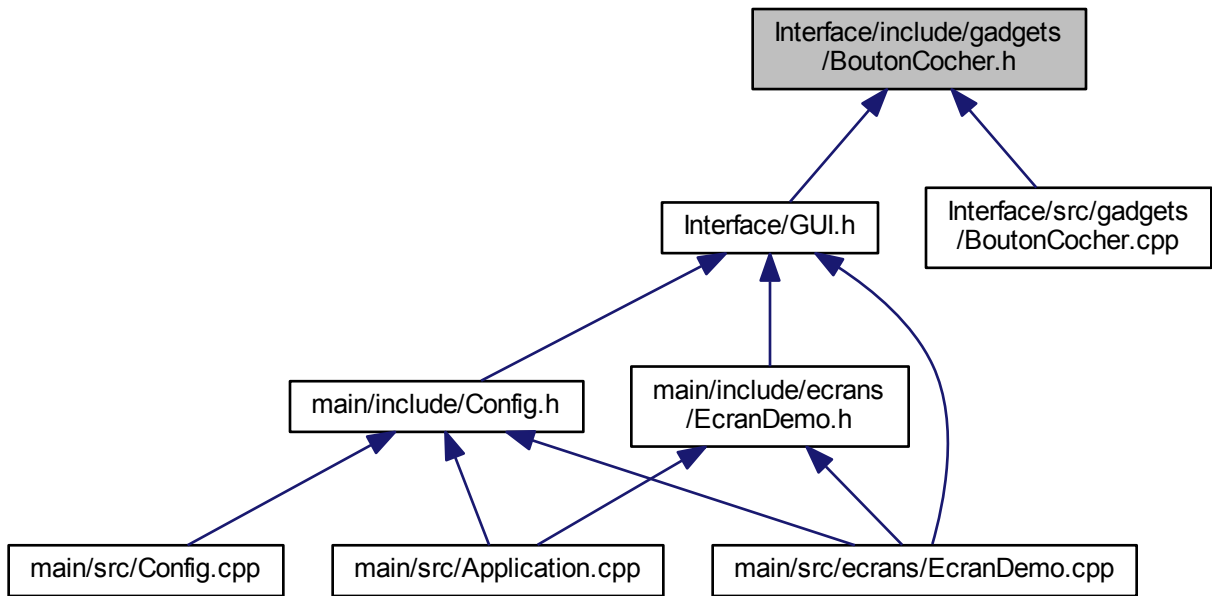 Interface/include/gadgets
/BoutonCocher.h
Interface/GUI.h
Interface/src/gadgets
/BoutonCocher.cpp
main/include/Config.h
main/include/ecrans
/EcranDemo.h
main/src/Config.cpp
main/src/Application.cpp
main/src/ecrans/EcranDemo.cpp